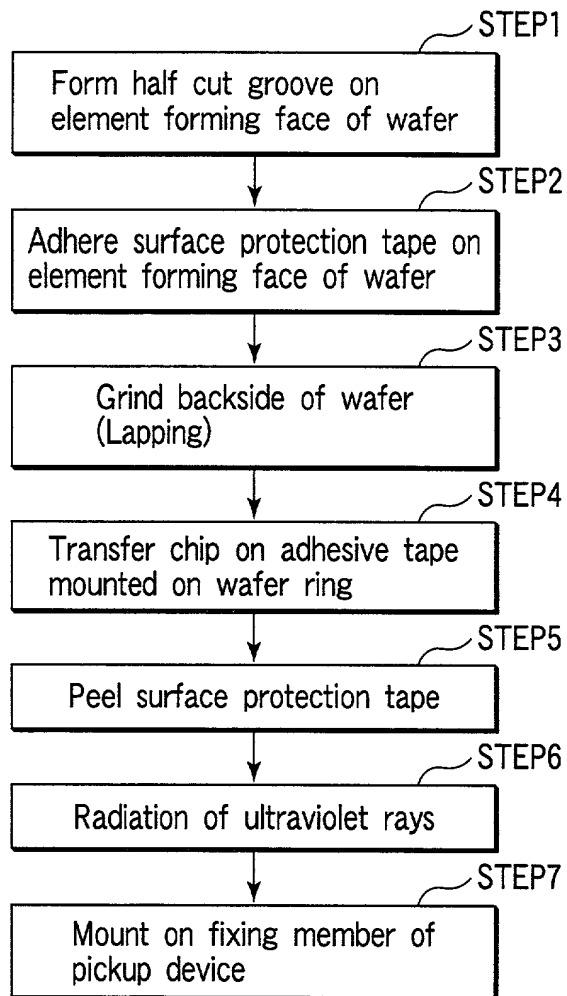 STEP1
Form half cut groove on
element forming face of wafer
STEP2
Adhere surface protection tape on
element forming face of wafer
STEP3
Grind backside of wafer
(Lapping)
STEP4
Transfer chip on adhesive tape
mounted on wafer ring
STEP5
Peel surface protection tape
STEP6
Radiation of ultraviolet rays
STEP7
Mount on fixing member of
pickup device